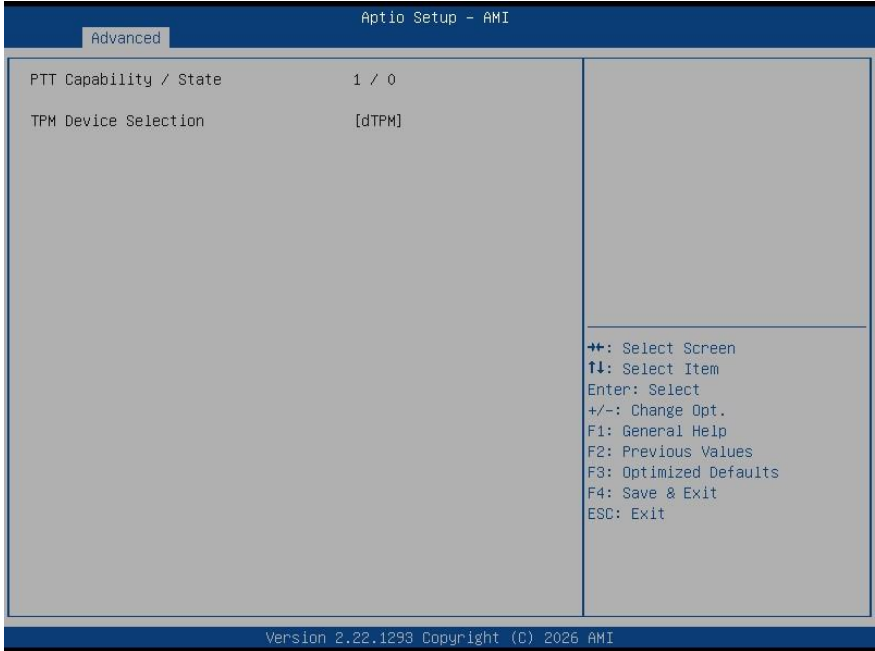 Aptio Setup – AMI
Advanced
PTT Capability / State 1 / 0
TPM Device Selection [dTPM]
→←: Select Screen
↑↓: Select Item
Enter: Select
+/-: Change Opt.
F1: General Help
F2: Previous Values
F3: Optimized Defaults
F4: Save & Exit
ESC: Exit
Version 2.22.1293 Copyright (C) 2026 AMI